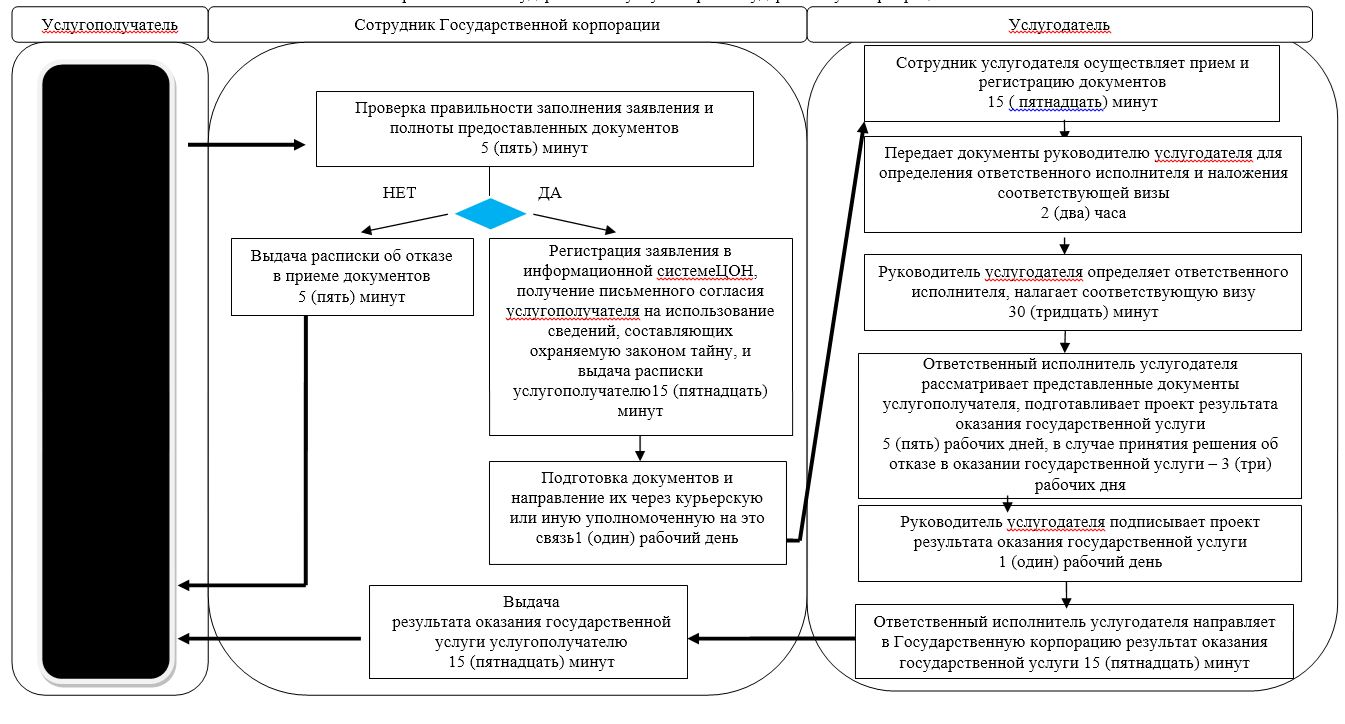 Услугополучатель
Сотрудник Государственной корпорации
Услугодатель
Проверка правильности заполнения заявления и
полноты предоставленных документов
5 (пять) минут
НЕТ
ДА
Выдача расписки об отказе
в приеме документов
5 (пять) минут
Регистрация заявления в
информационной системеЦОН,
получение письменного согласия
услугополучателя на использование
сведений, составляющих
охраняемую законом тайну, и
выдача расписки
услугополучателю15 (пятнадцать)
минут
Подготовка документов и
направление их через курьерскую
или иную уполномоченную на это
связь1 (один) рабочий день
Выдача
результата оказания государственной
услуги услугополучателю
15 (пятнадцать) минут
Сотрудник услугодателя осуществляет прием и
регистрацию документов
15 ( пятнадцать) минут
Передает документы руководителю услугодателя для
определения ответственного исполнителя и наложения
соответствующей визы
2 (два) часа
Руководитель услугодателя определяет ответственного
исполнителя, налагает соответствующую визу
30 (тридцать) минут
Ответственный исполнитель услугодателя
рассматривает представленные документы
услугополучателя, подготавливает проект результата
оказания государственной услуги
5 (пять) рабочих дней, в случае принятия решения об
отказе в оказании государственной услуги – 3 (три)
рабочих дня
Руководитель услугодателя подписывает проект
результата оказания государственной услуги
1 (один) рабочий день
Ответственный исполнитель услугодателя направляет
в Государственную корпорацию результат оказания
государственной услуги 15 (пятнадцать) минут